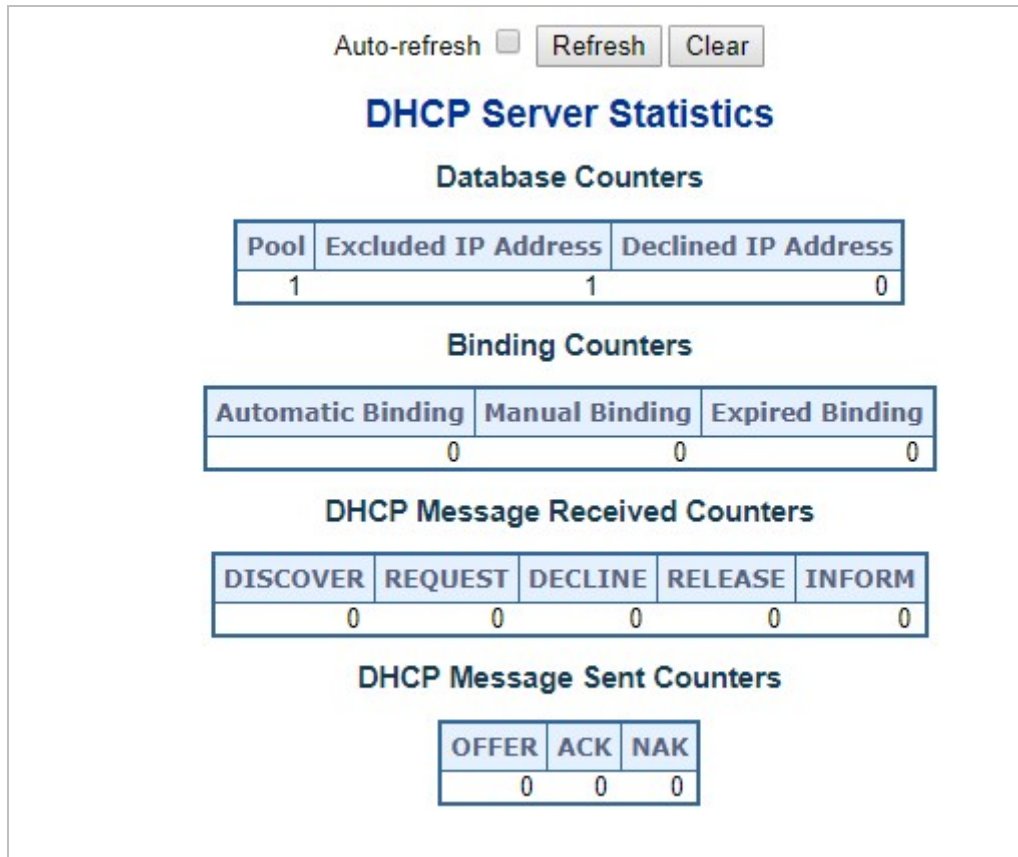 Auto-refresh Refresh Clear
DHCP Server Statistics
Database Counters
Pool Excluded IP Address Declined IP Address
1 1 0
Binding Counters
Automatic Binding Manual Binding Expired Binding
0 0 0
DHCP Message Received Counters
DISCOVER REQUEST DECLINE RELEASE INFORM
0 0 0 0 0
DHCP Message Sent Counters
OFFER ACK NAK
0 0 0